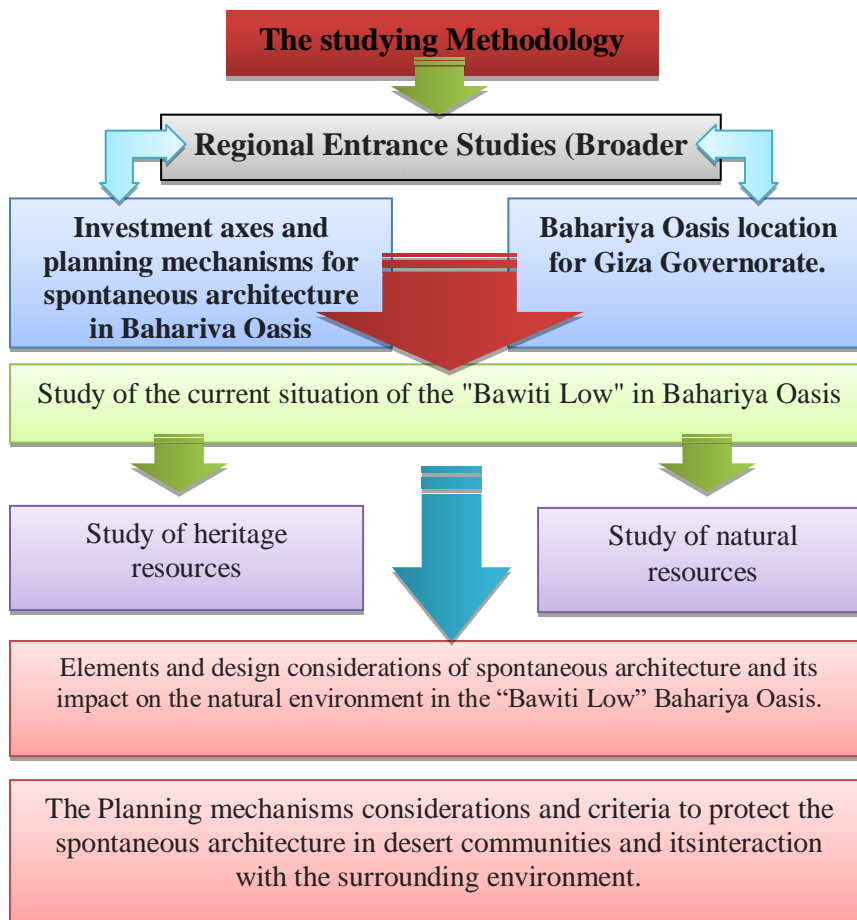 The studying Methodology
Regional Entrance Studies (Broader
Investment axes and
planning mechanisms for
spontaneous architecture
in Bahariva Oasis
Bahariya Oasis location
for Giza Governorate.
Study of the current situation of the "Bawiti Low" in Bahariya Oasis
Study of heritage
resources
Study of natural
resources
Elements and design considerations of spontaneous architecture and its
impact on the natural environment in the “Bawiti Low” Bahariya Oasis.
The Planning mechanisms considerations and criteria to protect the
spontaneous architecture in desert communities and itsinteraction
with the surrounding environment.